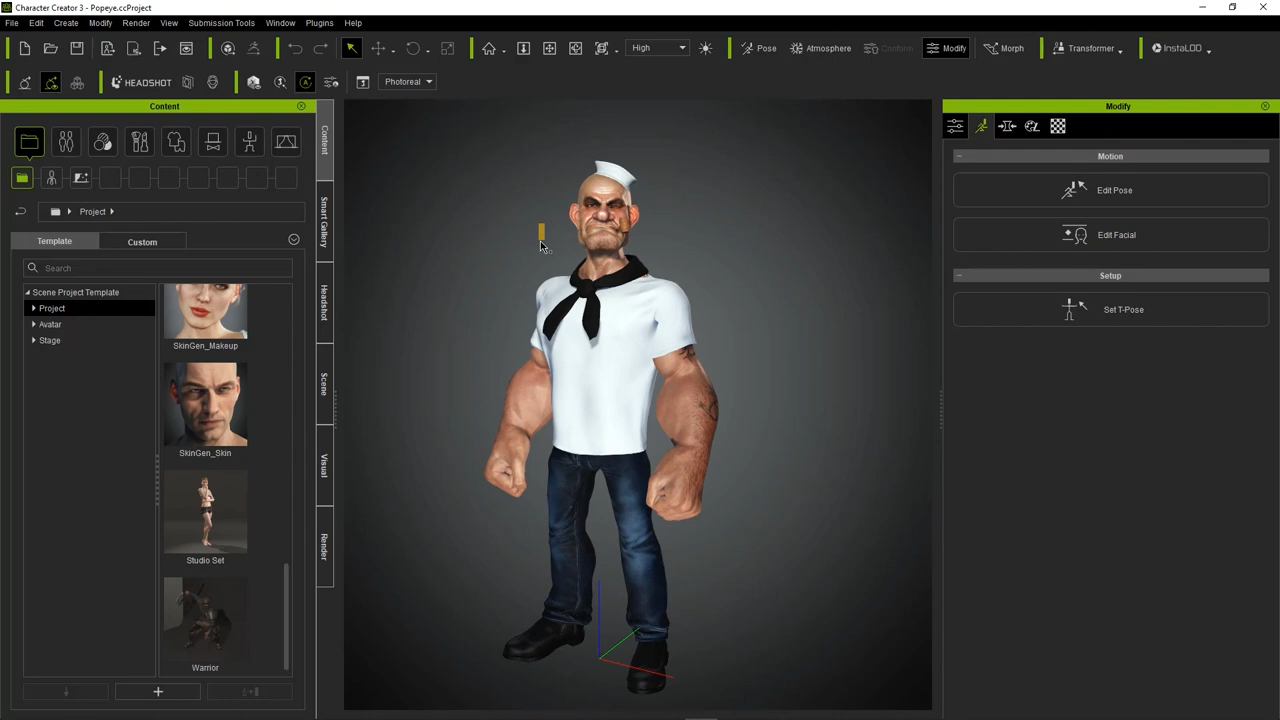 Character Creator 3 - Popeye.ccProject
File Edit Create Modify Rights Render View Submission Tools Window Plugins Help
High Pose Atmosphere Conform Modify Morph Transformer InstaLOD
HEADSHOT Photoreal
Content
Content
Smart Gallery
Headshot
Scene
Visual
Render
Project
Template Custom
Search
Scene Project Template
Project
Avatar
Stage
SkinGen_Makeup
SkinGen_Skin
Studio Set
Warrior
Modify
Motion
Edit Pose
Edit Facial
Setup
Set T-Pose